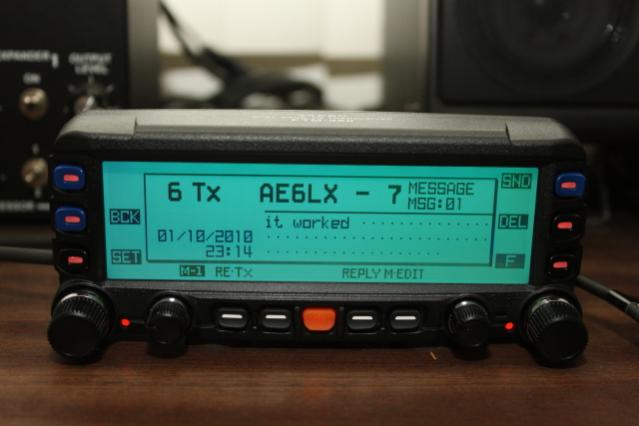 EXPANDER
OUTPUT
LEVEL
ON
6 Tx AE6LX - 7 MESSAGE
MSG:01
SND
BCK
it worked
DEL
01/10/2010
23:14
SET
F
M-1 RE·Tx REPLY M·EDIT